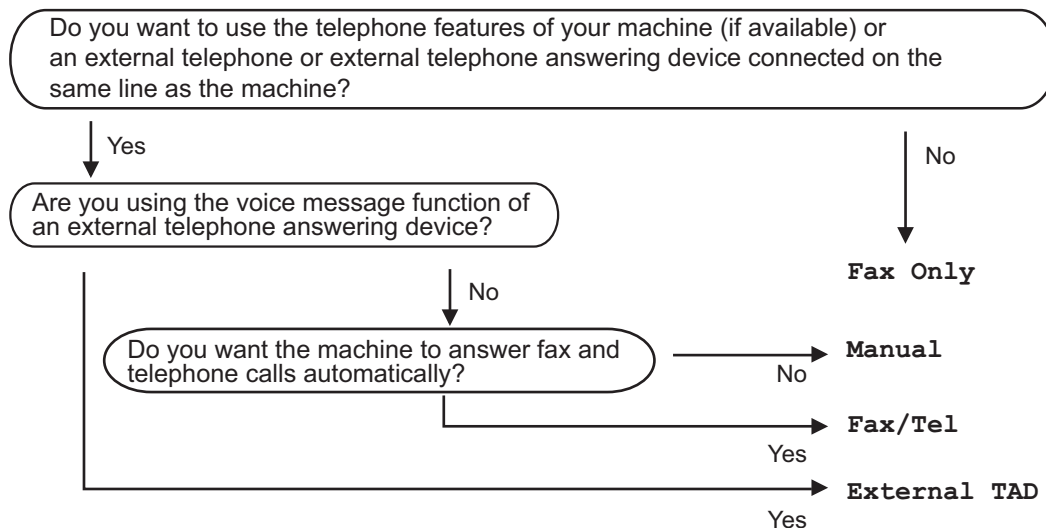 Do you want to use the telephone features of your machine (if available) or
an external telephone or external telephone answering device connected on the
same line as the machine?
Yes
No
Are you using the voice message function of
an external telephone answering device?
Fax Only
No
Do you want the machine to answer fax and
telephone calls automatically?
Manual
No
Fax/Tel
Yes
External TAD
Yes